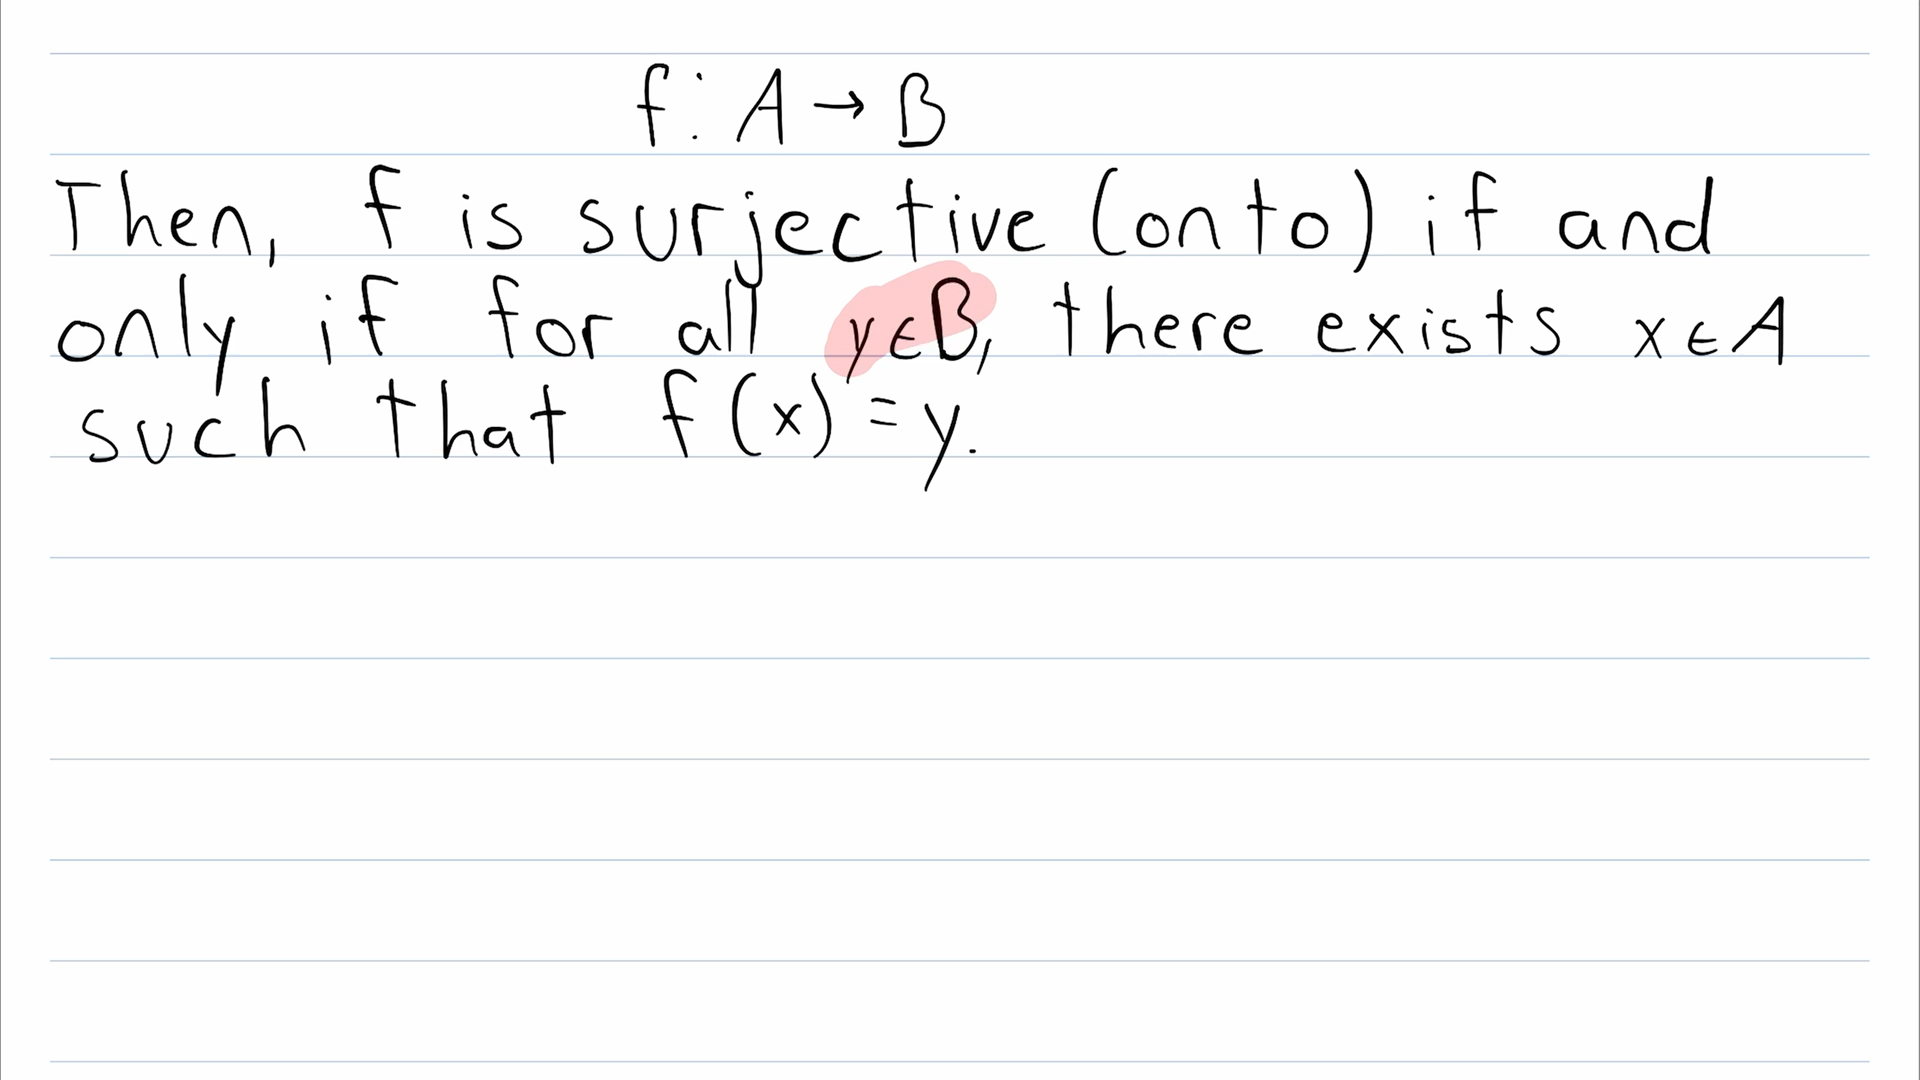 f: A → B
Then, f is surjective (onto) if and
only if for all y∈B, there exists x∈A
such that f(x) = y.